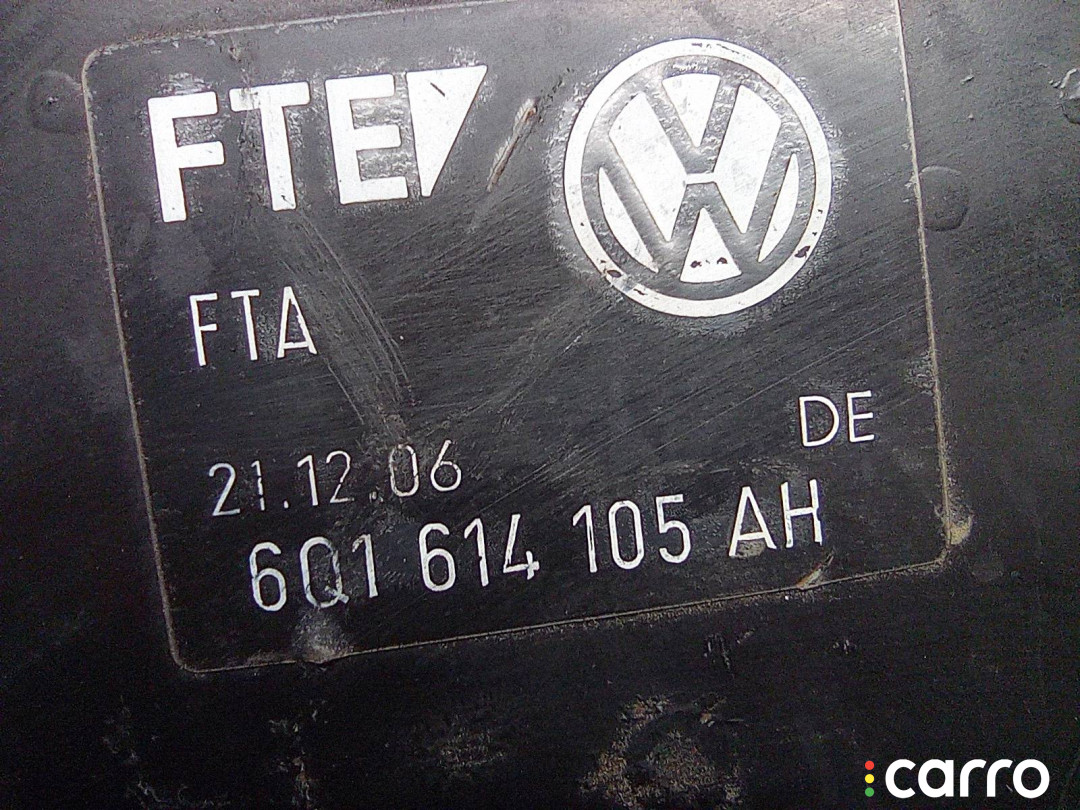 FTE
FTA
DE
21.12.06
6Q1 614 105 AH
carro